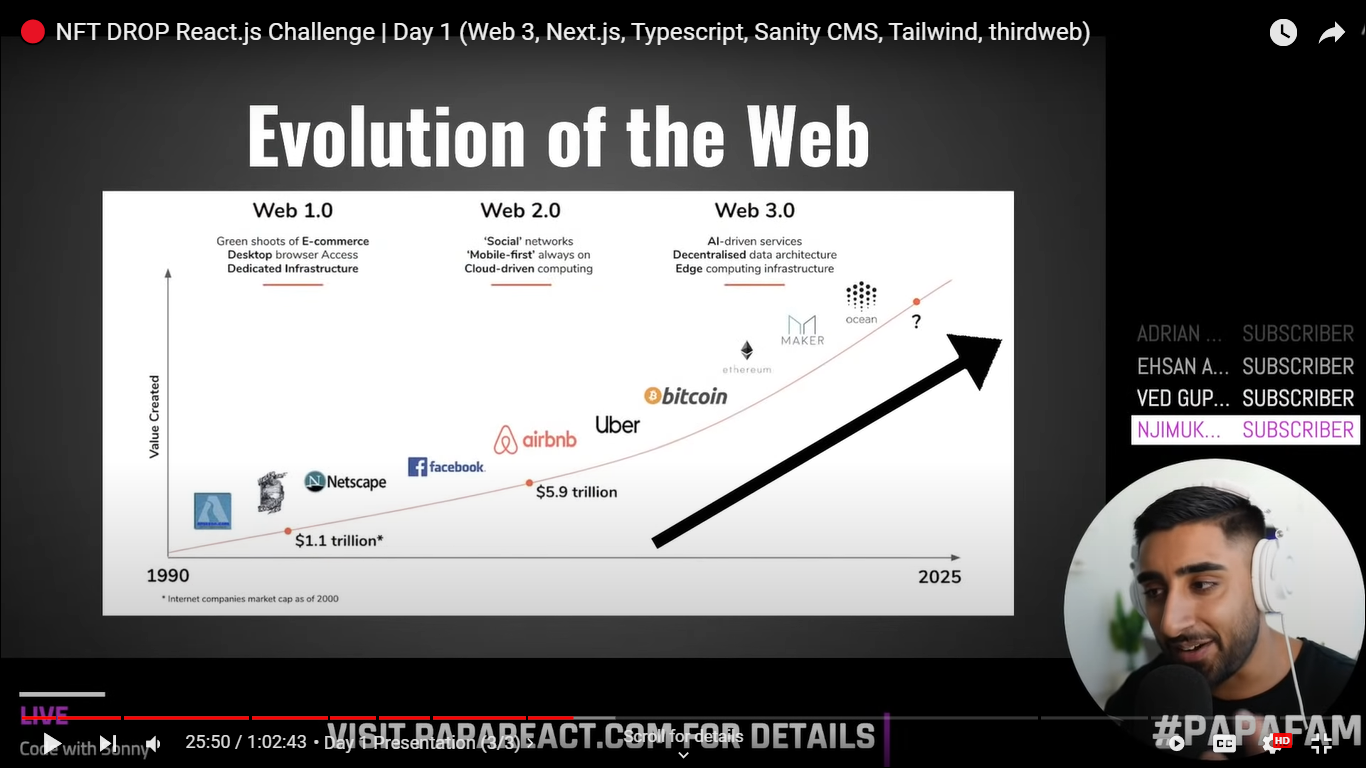 NFT DROP React.js Challenge | Day 1 (Web 3, Next.js, Typescript, Sanity CMS, Tailwind, thirdweb)
Evolution of the Web
Web 1.0
Green shoots of E-commerce
Desktop browser Access
Dedicated Infrastructure
Web 2.0
'Social' networks
'Mobile-first' always on
Cloud-driven computing
Web 3.0
AI-driven services
Decentralised data architecture
Edge computing infrastructure
Value Created
Netscape
facebook.
airbnb
Uber
bitcoin
ethereum
MAKER
ocean
?
$1.1 trillion*
$5.9 trillion
1990
2025
* Internet companies market cap as of 2000
ADRIAN ... SUBSCRIBER
EHSAN A... SUBSCRIBER
VED GUP... SUBSCRIBER
NJIMUK... SUBSCRIBER
LIVE
Code with Sonny
VISIT PAPAREACT.COM FOR DETAILS
#PAPAFAM
25:50 / 1:02:43 • Day 1 Presentation (3/3) >
Scroll for details
CC
HD